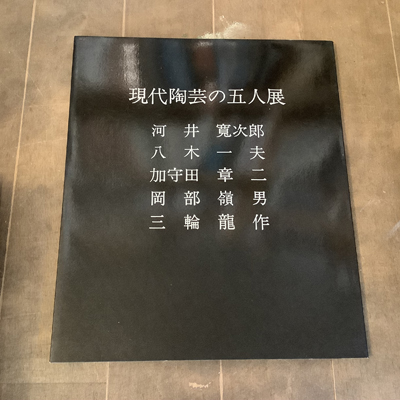 現代陶芸の五人展
河井 寛次郎
八木一夫
加守田章二
岡部嶺男
三輪龍作